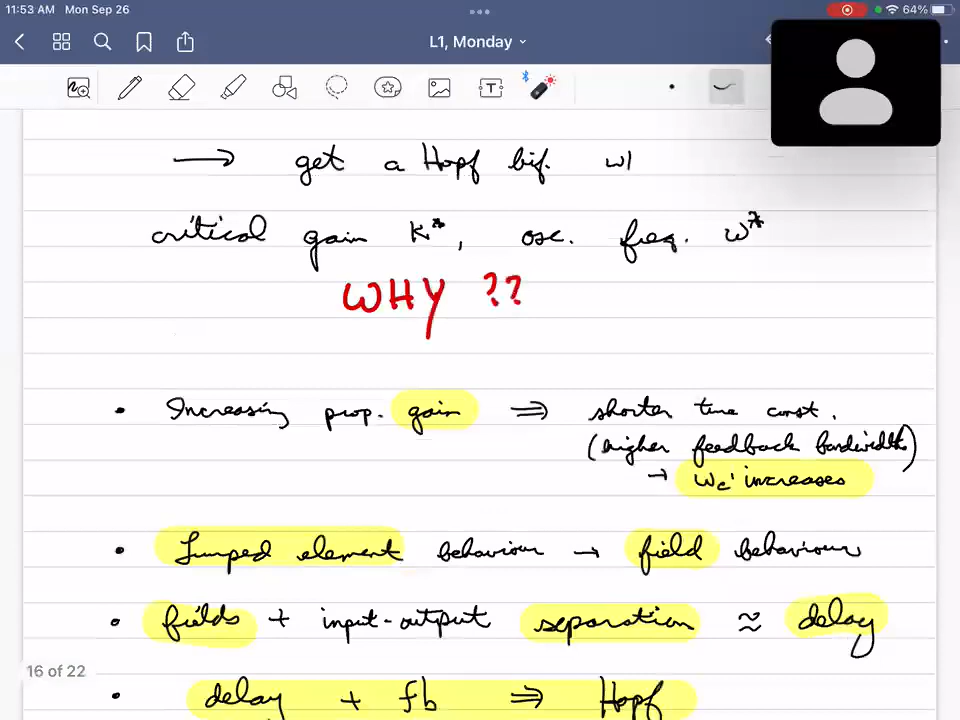 11:53 AM Mon Sep 26
64%
L1, Monday
→ get a Hopf bif. w/
critical gain K*, osc. freq. ω*
WHY ??
• Increasing prop. gain ⇒ shorter time const.
(higher feedback bandwidth)
→ ωc' increases
• Lumped element behaviour → field behaviour
• fields + input-output separation ≈ delay
16 of 22
• delay + fb ⇒ Hopf